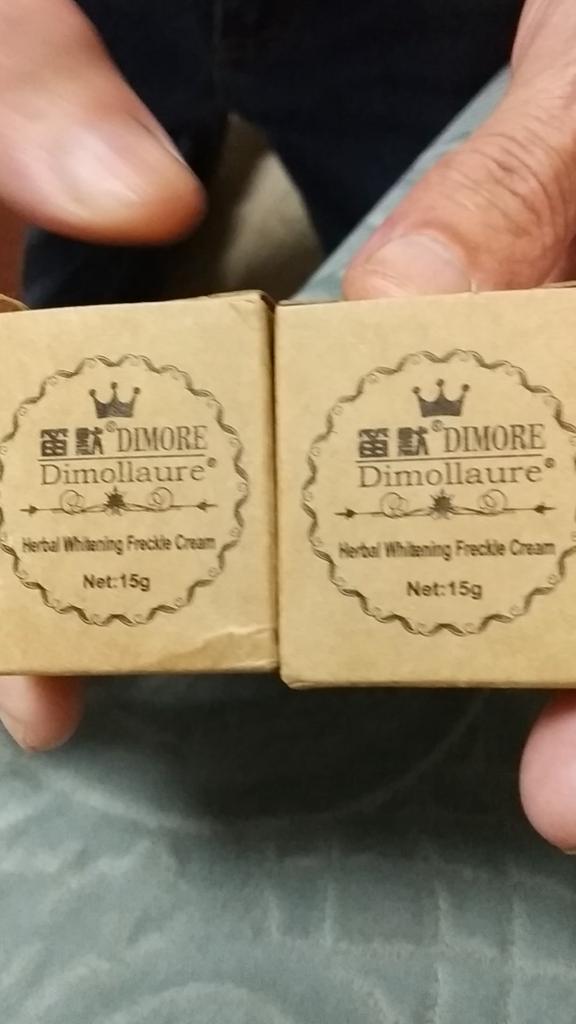 笛默®DIMORE
Dimollaure®
Herbal Whitening Freckle Cream
Net:15g
笛默®DIMORE
Dimollaure®
Herbal Whitening Freckle Cream
Net:15g